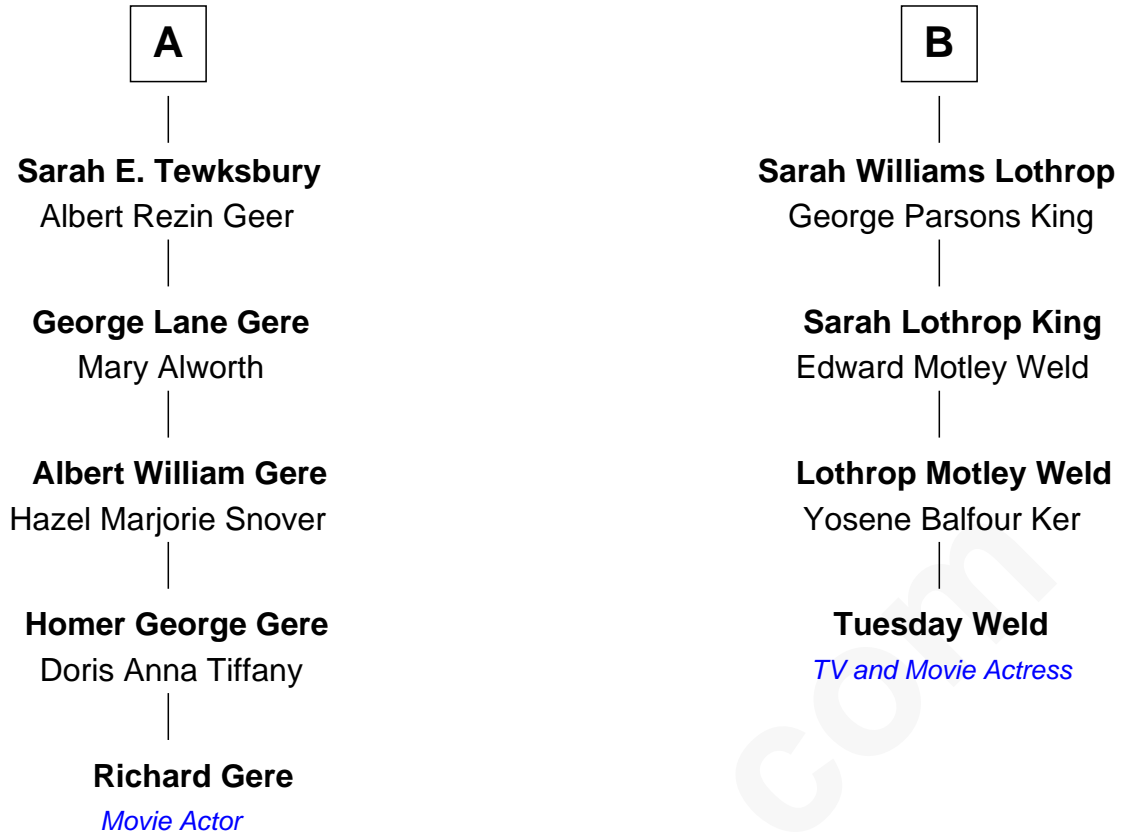 A
Sarah E. Tewksbury
Albert Rezin Geer
George Lane Gere
Mary Alworth
Albert William Gere
Hazel Marjorie Snover
Homer George Gere
Doris Anna Tiffany
Richard Gere
Movie Actor
B
Sarah Williams Lothrop
George Parsons King
Sarah Lothrop King
Edward Motley Weld
Lothrop Motley Weld
Yosene Balfour Ker
Tuesday Weld
TV and Movie Actress
com